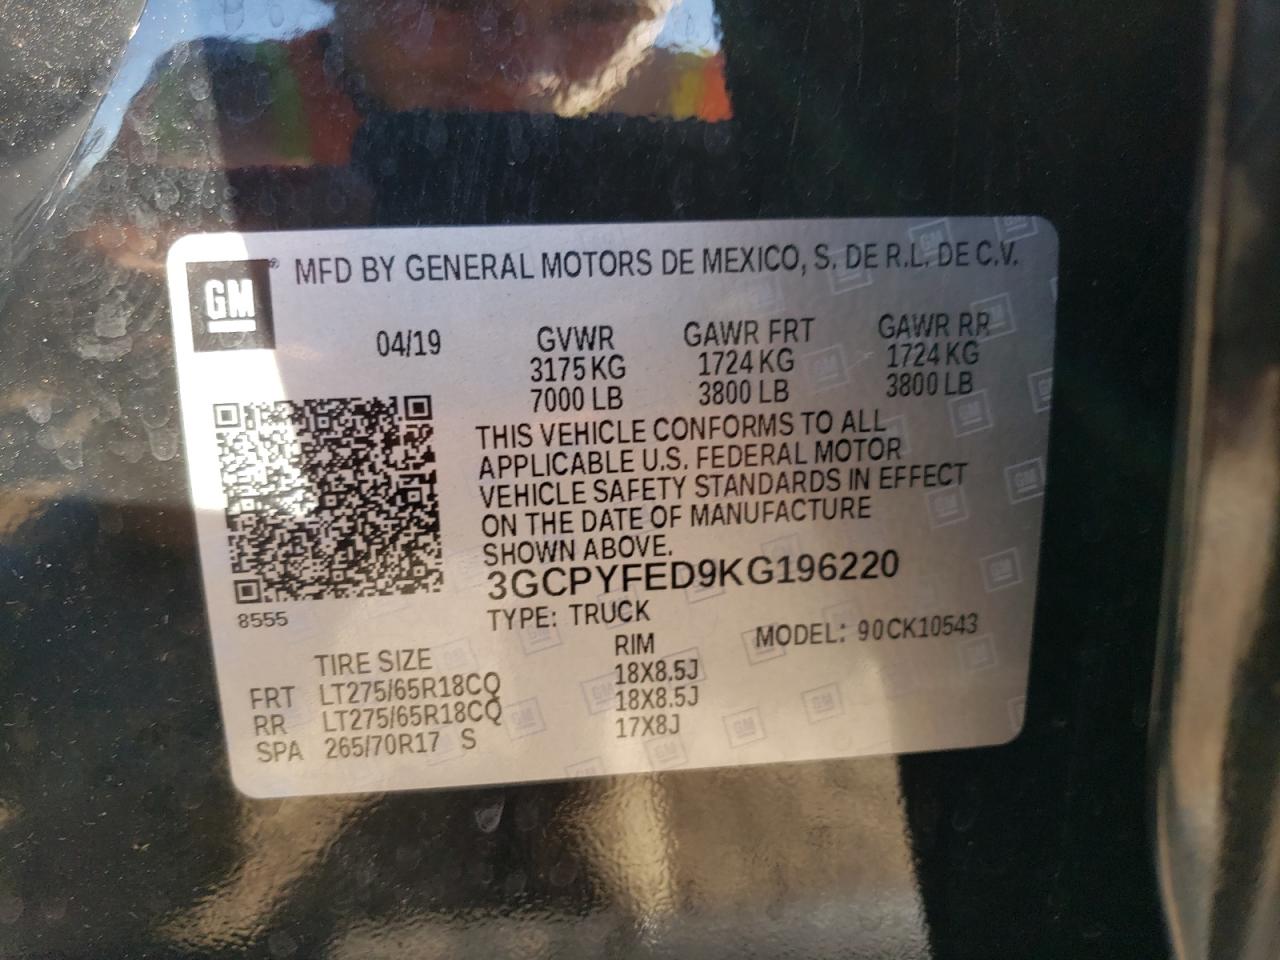 GM® MFD BY GENERAL MOTORS DE MEXICO, S. DE R.L. DE C.V.
04/19 GVWR GAWR FRT GAWR RR
3175 KG 1724 KG 1724 KG
7000 LB 3800 LB 3800 LB
THIS VEHICLE CONFORMS TO ALL
APPLICABLE U.S. FEDERAL MOTOR
VEHICLE SAFETY STANDARDS IN EFFECT
ON THE DATE OF MANUFACTURE
SHOWN ABOVE.
3GCPYFED9KG196220
8555 TYPE: TRUCK MODEL: 90CK10543
TIRE SIZE RIM
FRT LT275/65R18CQ 18X8.5J
RR LT275/65R18CQ 18X8.5J
SPA 265/70R17 S 17X8J